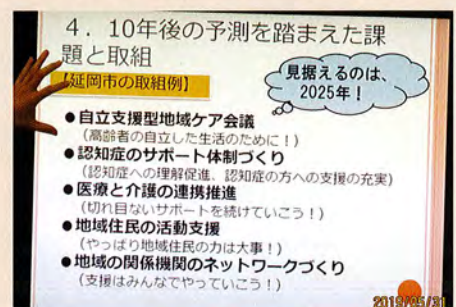 ４．10年後の予測を踏まえた課
題と取組
【延岡市の取組例】
見据えるのは、
2025年！
●自立支援型地域ケア会議
（高齢者の自立した生活のために！）
●認知症のサポート体制づくり
（認知症への理解促進、認知症の方への支援の充実）
●医療と介護の連携推進
（切れ目ないサポートを続けていこう！）
●地域住民の活動支援
（やっぱり地域住民の力は大事！）
●地域の関係機関のネットワークづくり
（支援はみんなでやっていこう！）
2019/05/31